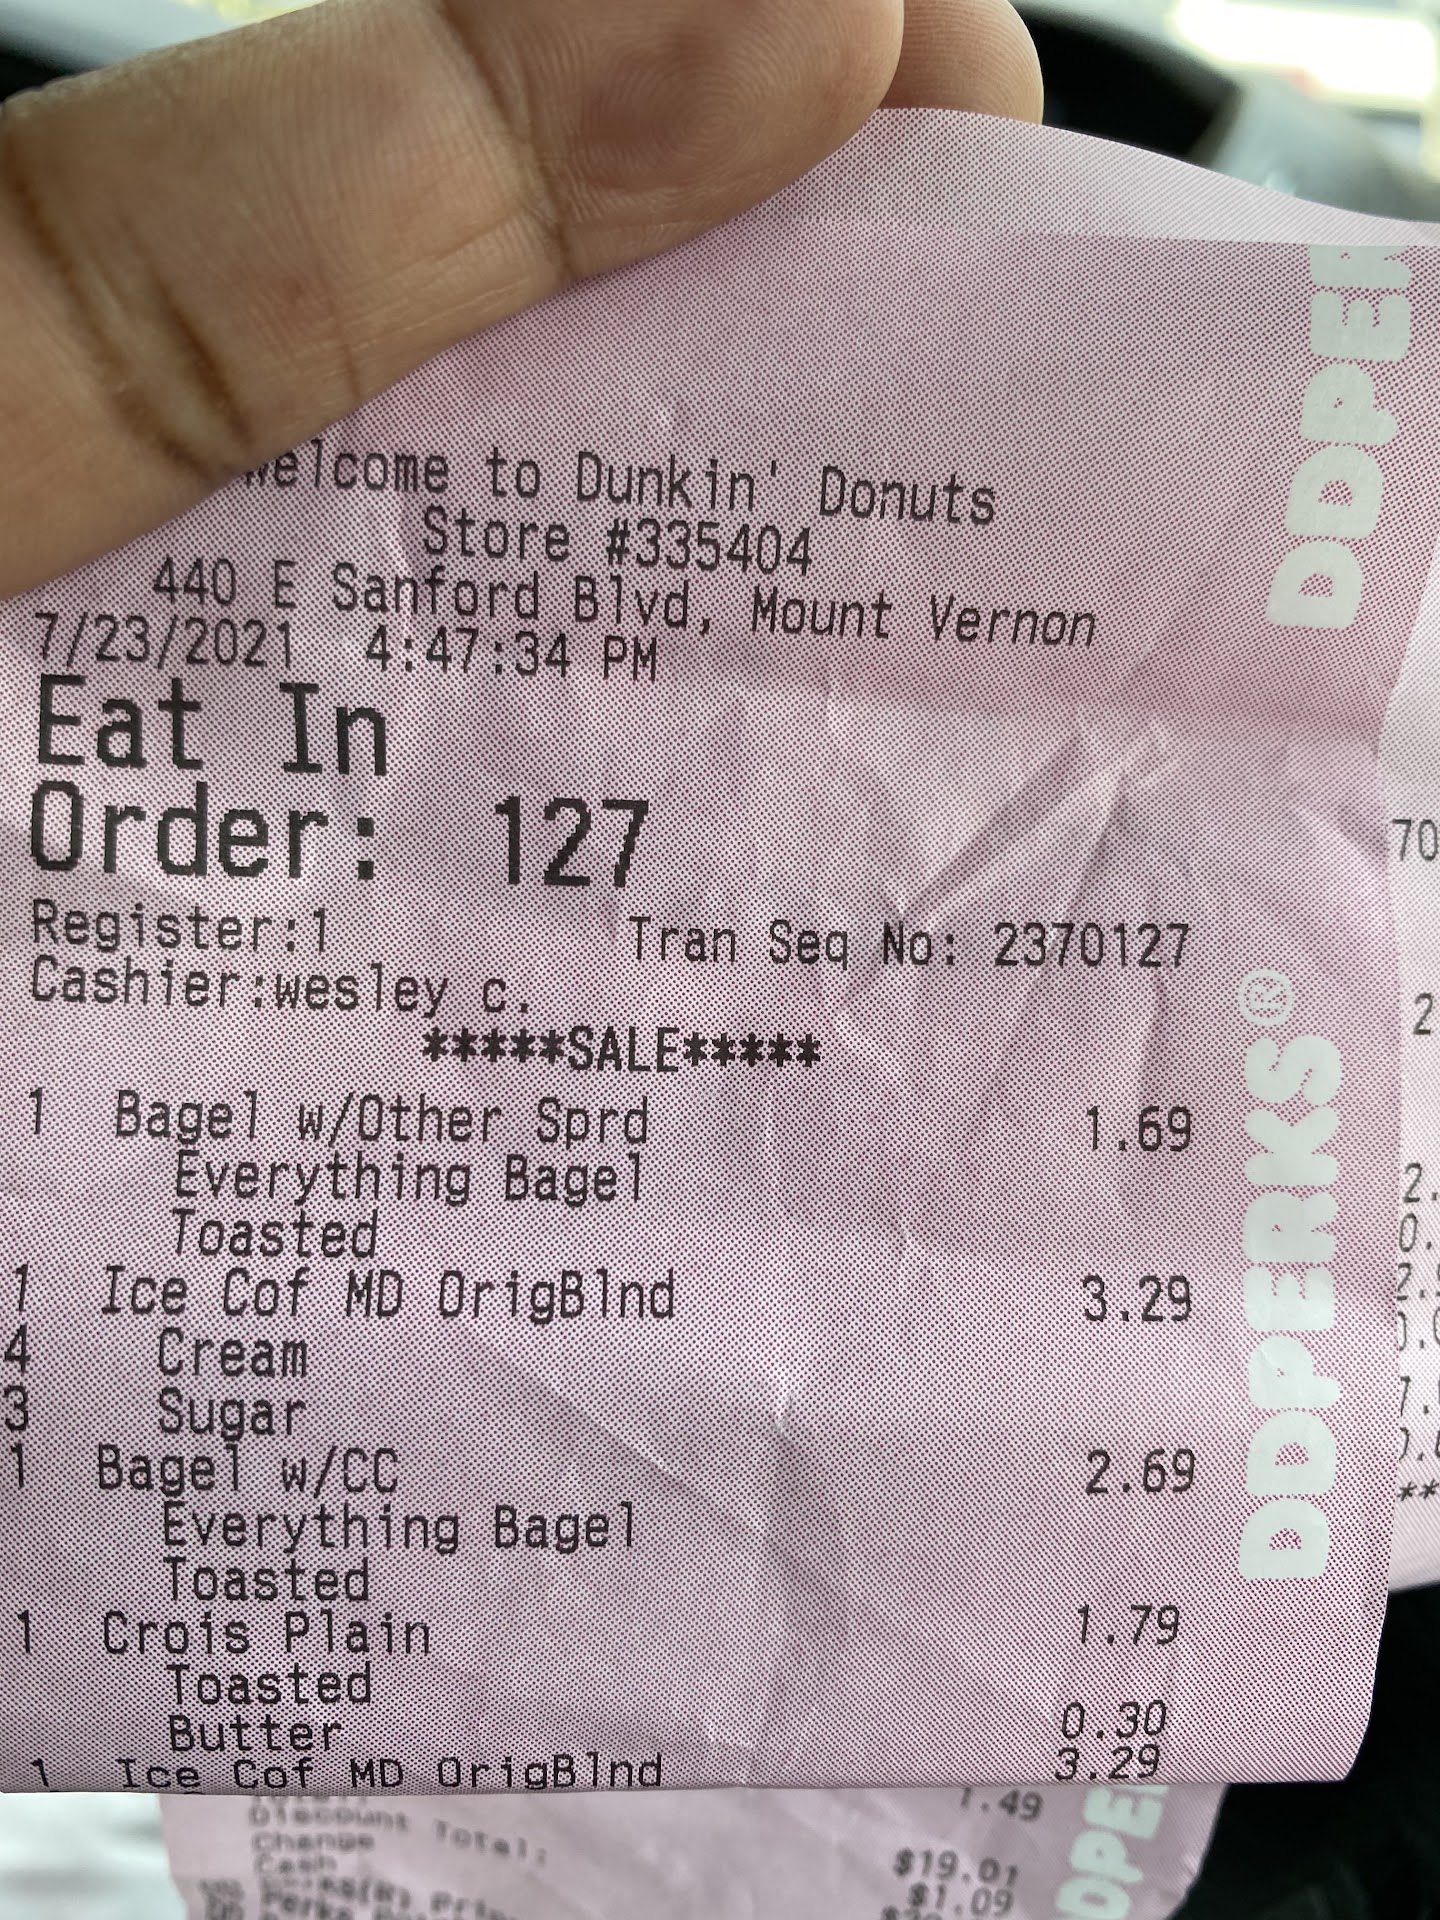 Welcome to Dunkin' Donuts
Store #335404
440 E Sanford Blvd, Mount Vernon
7/23/2021 4:47:34 PM
Eat In
Order: 127
Register:1 Tran Seq No: 2370127
Cashier:wesley c.
*****SALE*****
1 Bagel w/Other Sprd 1.69
Everything Bagel
Toasted
1 Ice Cof MD OrigBlnd 3.29
4 Cream
3 Sugar
1 Bagel w/CC 2.69
Everything Bagel
Toasted
1 Crois Plain 1.79
Toasted
Butter 0.30
1 Ice Cof MD OrigBlnd 3.29
1.49
Discount Total:
Change $19.01
Cash $1.09
DDPER
DDPERKS®
70
2